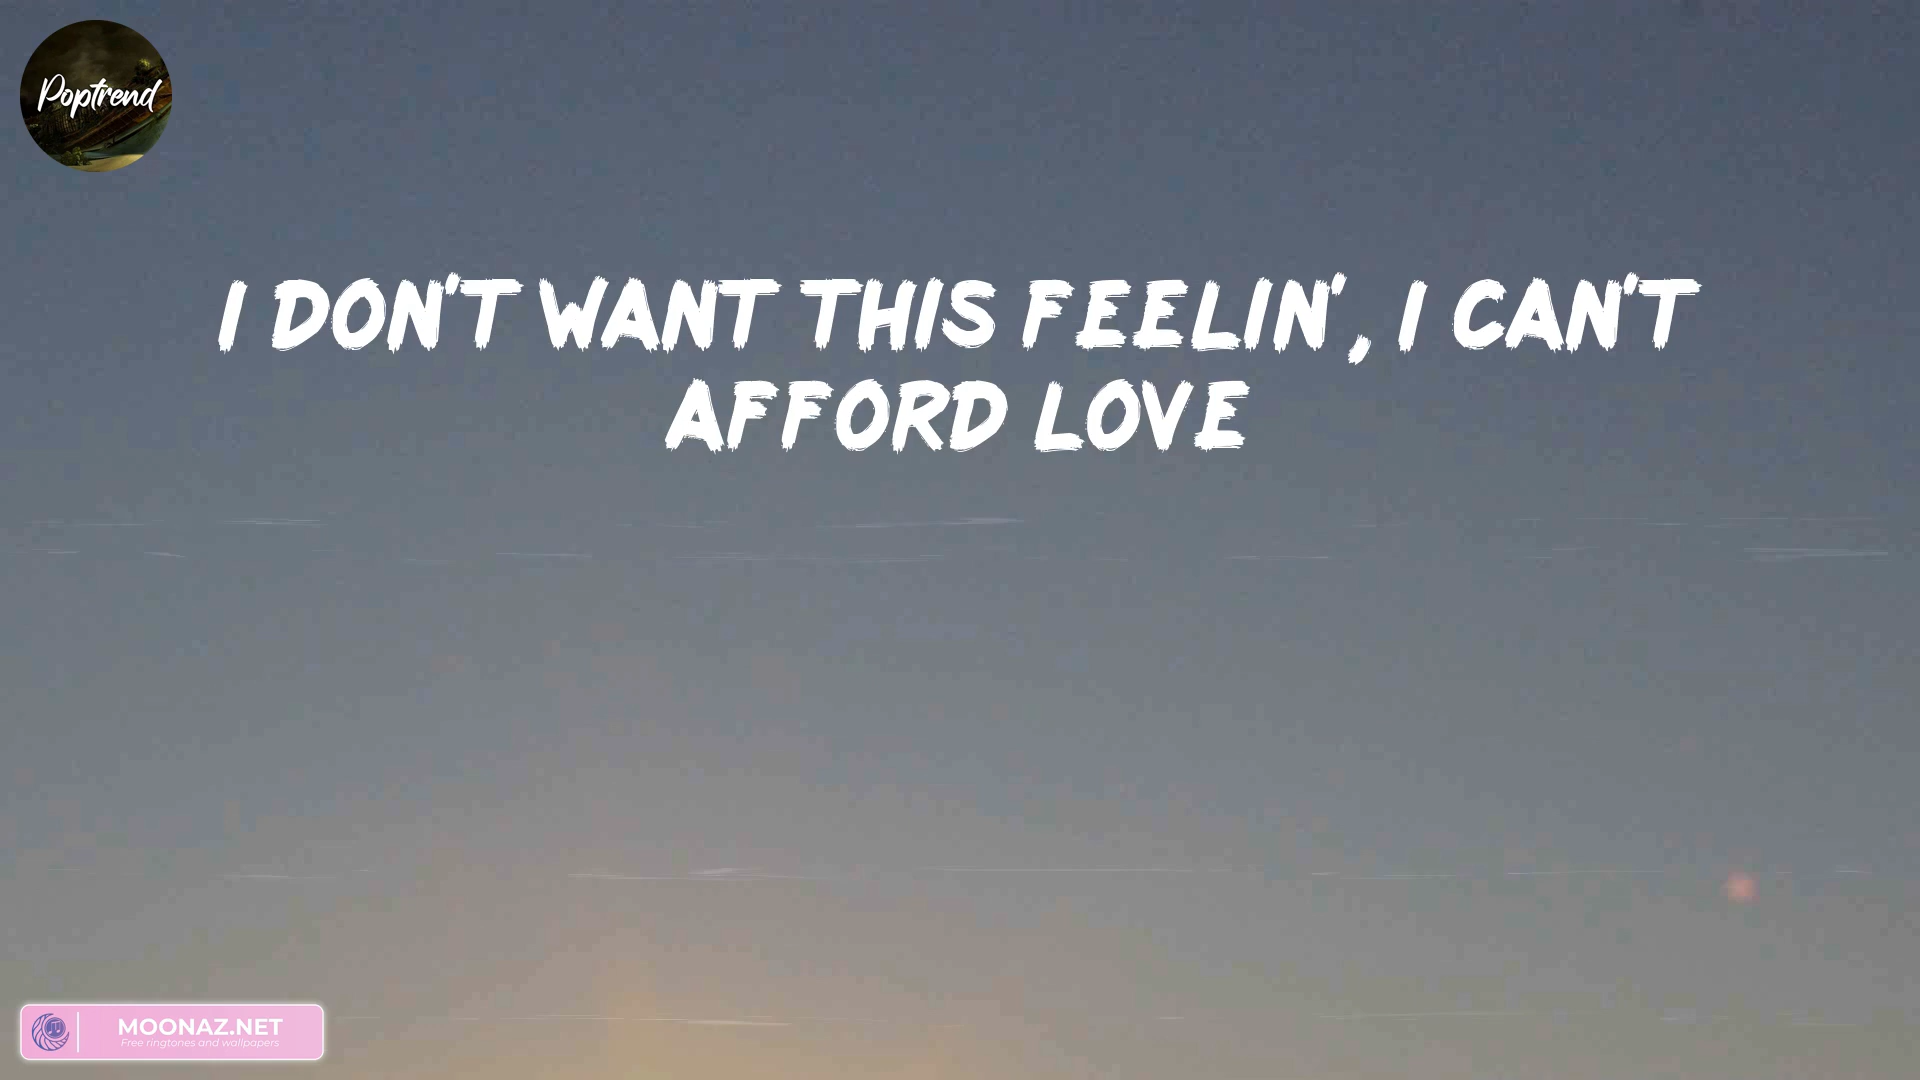 Poptrend
I DON'T WANT THIS FEELIN', I CAN'T
AFFORD LOVE
MOONAZ.NET
Free ringtones and wallpapers